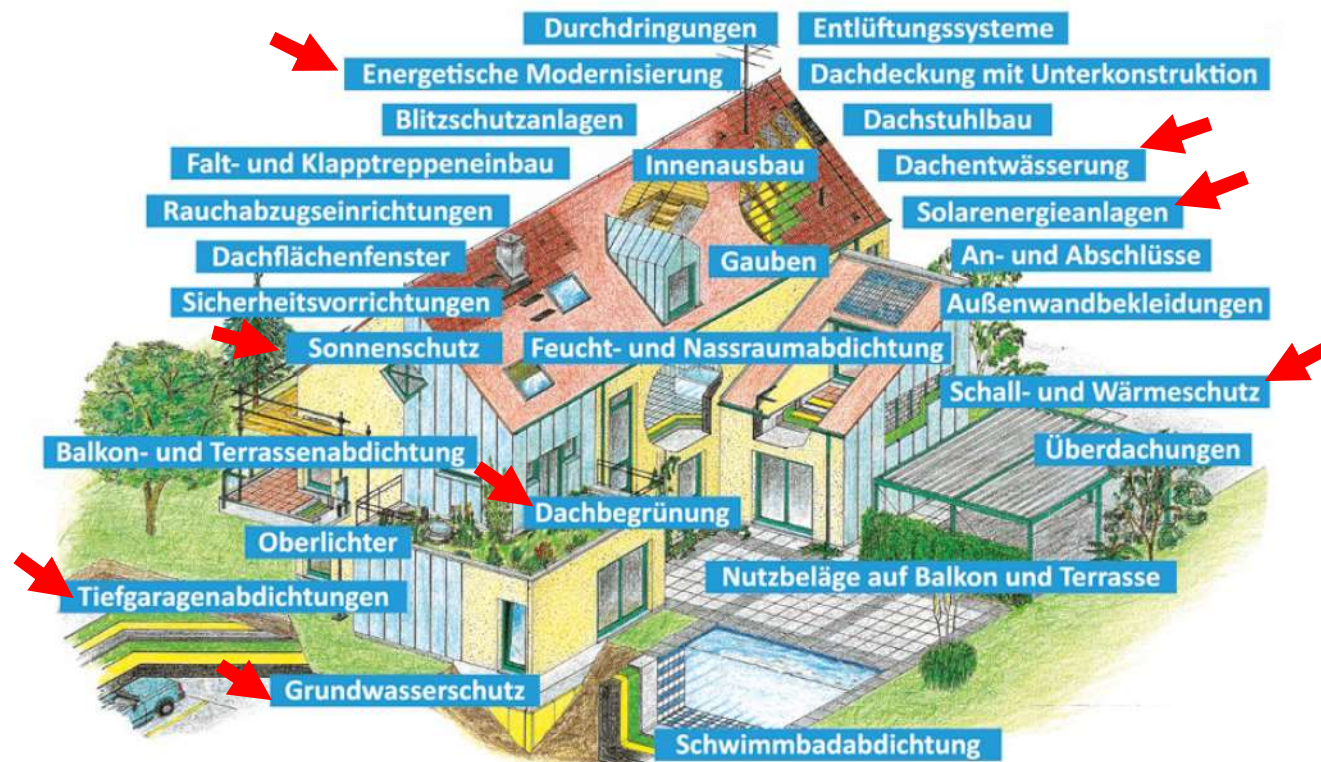 Durchdringungen
Entlüftungssysteme
Energetische Modernisierung
Dachdeckung mit Unterkonstruktion
Blitzschutzanlagen
Dachstuhlbau
Falt- und Klapptreppeneinbau
Innenausbau
Dachentwässerung
Rauchabzugseinrichtungen
Solarenergieanlagen
Dachflächenfenster
Gauben
An- und Abschlüsse
Sicherheitsvorrichtungen
Außenwandbekleidungen
Sonnenschutz
Feucht- und Nassraumabdichtung
Schall- und Wärmeschutz
Balkon- und Terrassenabdichtung
Überdachungen
Dachbegrünung
Oberlichter
Nutzbeläge auf Balkon und Terrasse
Tiefgaragenabdichtungen
Grundwasserschutz
Schwimmbadabdichtung